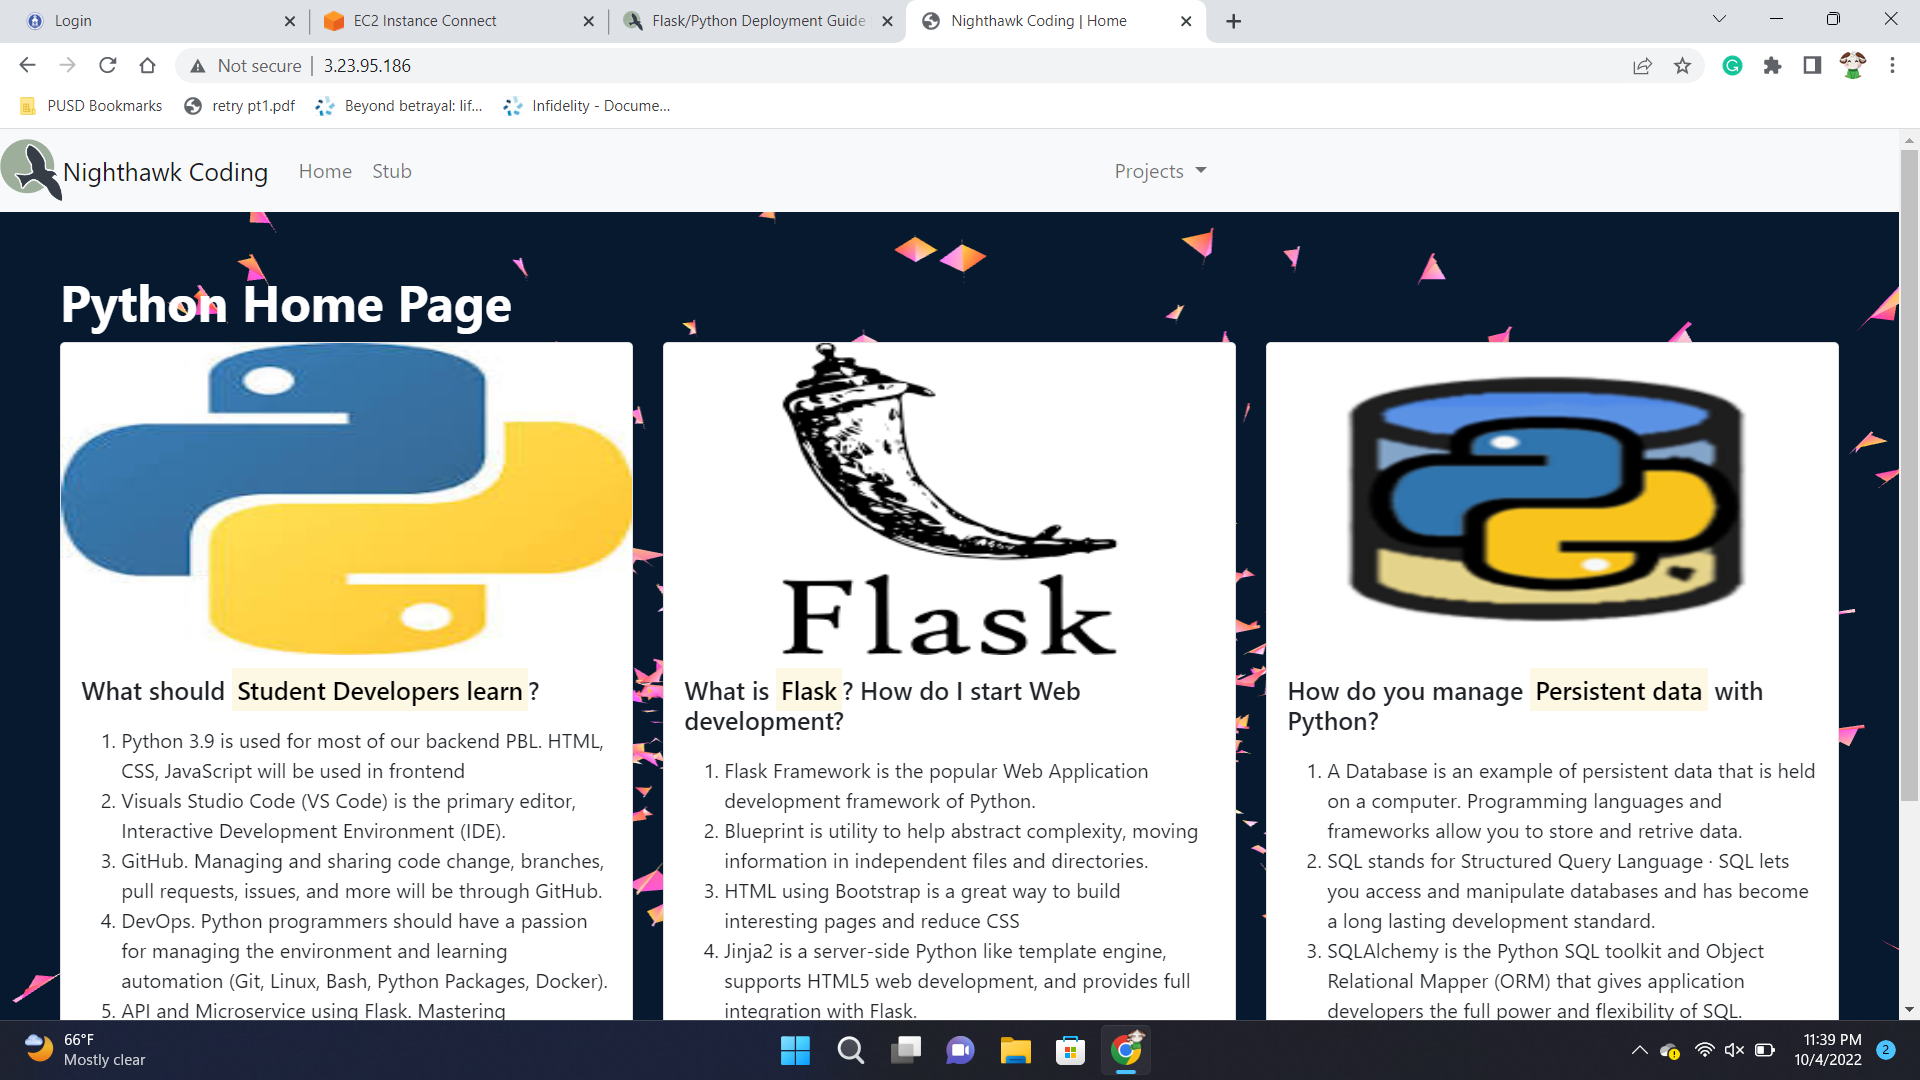 Login
EC2 Instance Connect
Flask/Python Deployment Guide
Nighthawk Coding | Home
Not secure
3.23.95.186
PUSD Bookmarks
retry pt1.pdf
Beyond betrayal: lif...
Infidelity - Docume...
Nighthawk Coding
Home
Stub
Projects
Python Home Page
What should Student Developers learn ?
1. Python 3.9 is used for most of our backend PBL. HTML,
CSS, JavaScript will be used in frontend
2. Visuals Studio Code (VS Code) is the primary editor,
Interactive Development Environment (IDE).
3. GitHub. Managing and sharing code change, branches,
pull requests, issues, and more will be through GitHub.
4. DevOps. Python programmers should have a passion
for managing the environment and learning
automation (Git, Linux, Bash, Python Packages, Docker).
5. API and Microservice using Flask. Mastering
Flask
What is Flask ? How do I start Web
development?
1. Flask Framework is the popular Web Application
development framework of Python.
2. Blueprint is utility to help abstract complexity, moving
information in independent files and directories.
3. HTML using Bootstrap is a great way to build
interesting pages and reduce CSS
4. Jinja2 is a server-side Python like template engine,
supports HTML5 web development, and provides full
integration with Flask.
How do you manage Persistent data with
Python?
1. A Database is an example of persistent data that is held
on a computer. Programming languages and
frameworks allow you to store and retrive data.
2. SQL stands for Structured Query Language · SQL lets
you access and manipulate databases and has become
a long lasting development standard.
3. SQLAlchemy is the Python SQL toolkit and Object
Relational Mapper (ORM) that gives application
developers the full power and flexibility of SQL.
66°F
Mostly clear
11:39 PM
10/4/2022
2